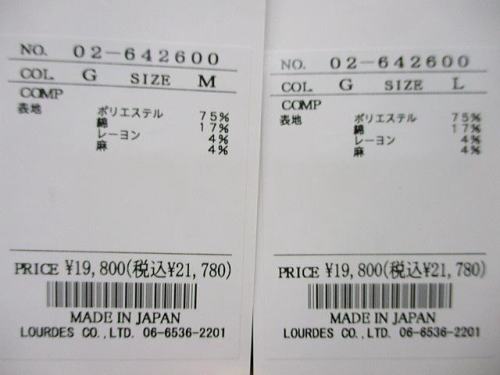 NO. 02-642600
COL. G SIZE M
COMP
表地 ポリエステル 75%
綿 17%
レーヨン 4%
麻 4%
PRICE ¥19,800(税込¥21,780)
MADE IN JAPAN
LOURDES CO.,LTD. 06-6536-2201
NO. 02-642600
COL. G SIZE L
COMP
表地 ポリエステル 75%
綿 17%
レーヨン 4%
麻 4%
PRICE ¥19,800(税込¥21,780)
MADE IN JAPAN
LOURDES CO.,LTD. 06-6536-2201